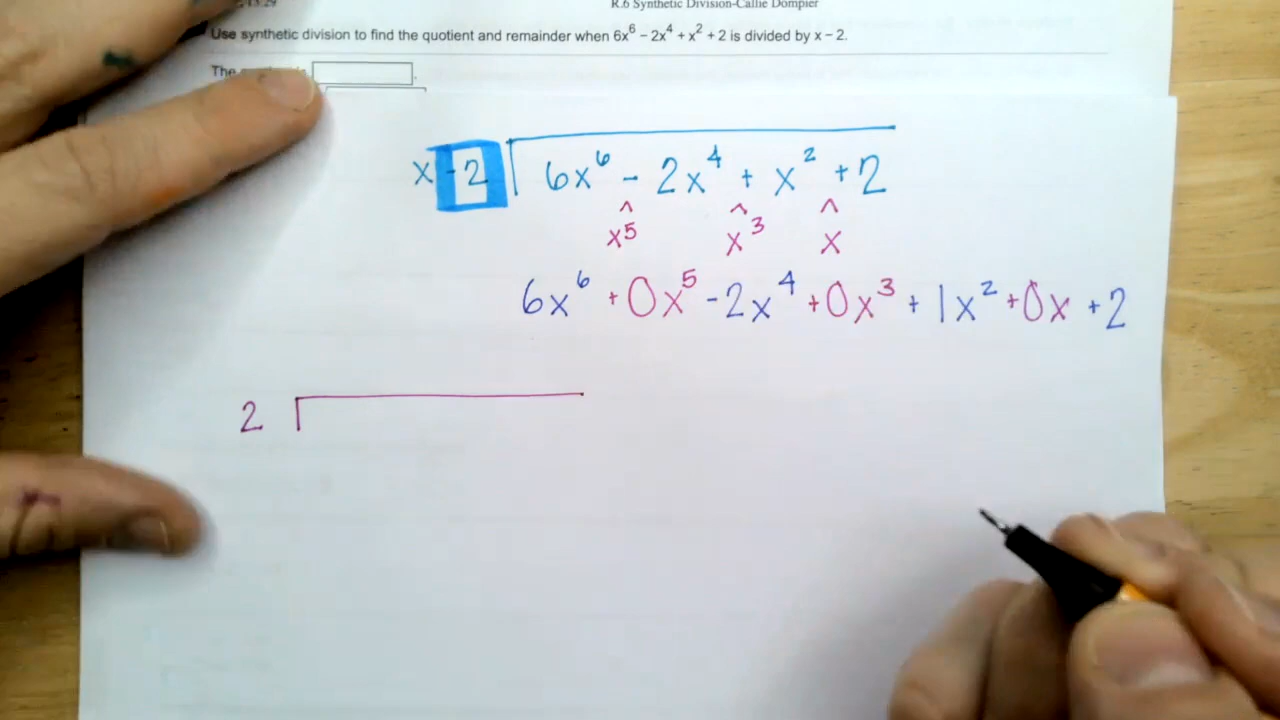 R.6 Synthetic Division-Callie Dompier
Use synthetic division to find the quotient and remainder when 6x⁶ − 2x⁴ + x² + 2 is divided by x − 2.
The
x - 2 6x⁶ - 2x⁴ + x² + 2
^ ^ ^
x⁵ x³ x
6x⁶ + 0x⁵ - 2x⁴ + 0x³ + 1x² + 0x + 2
2